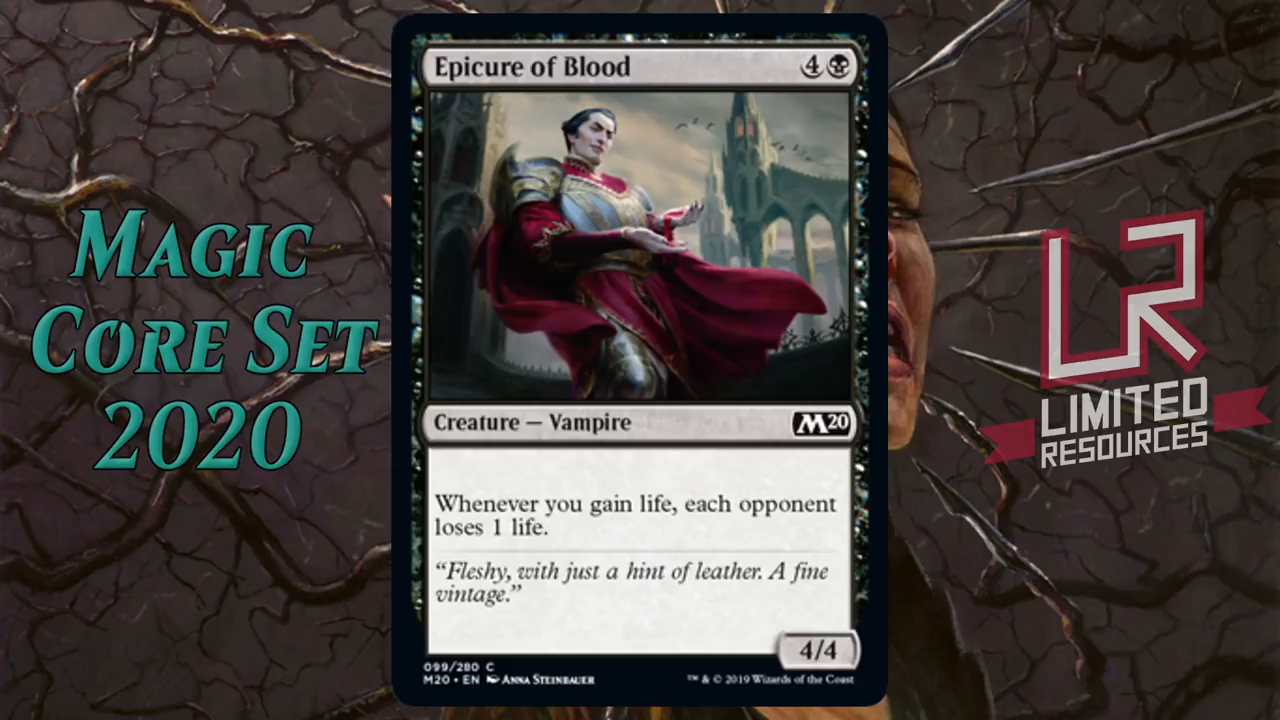 Magic
Core Set
2020
Epicure of Blood
4
Creature — Vampire
M20
Whenever you gain life, each opponent
loses 1 life.
“Fleshy, with just a hint of leather. A fine
vintage.”
4/4
099/280 C
M20 • EN Anna Steinbauer
™ & © 2019 Wizards of the Coast
LR
LIMITED
RESOURCES